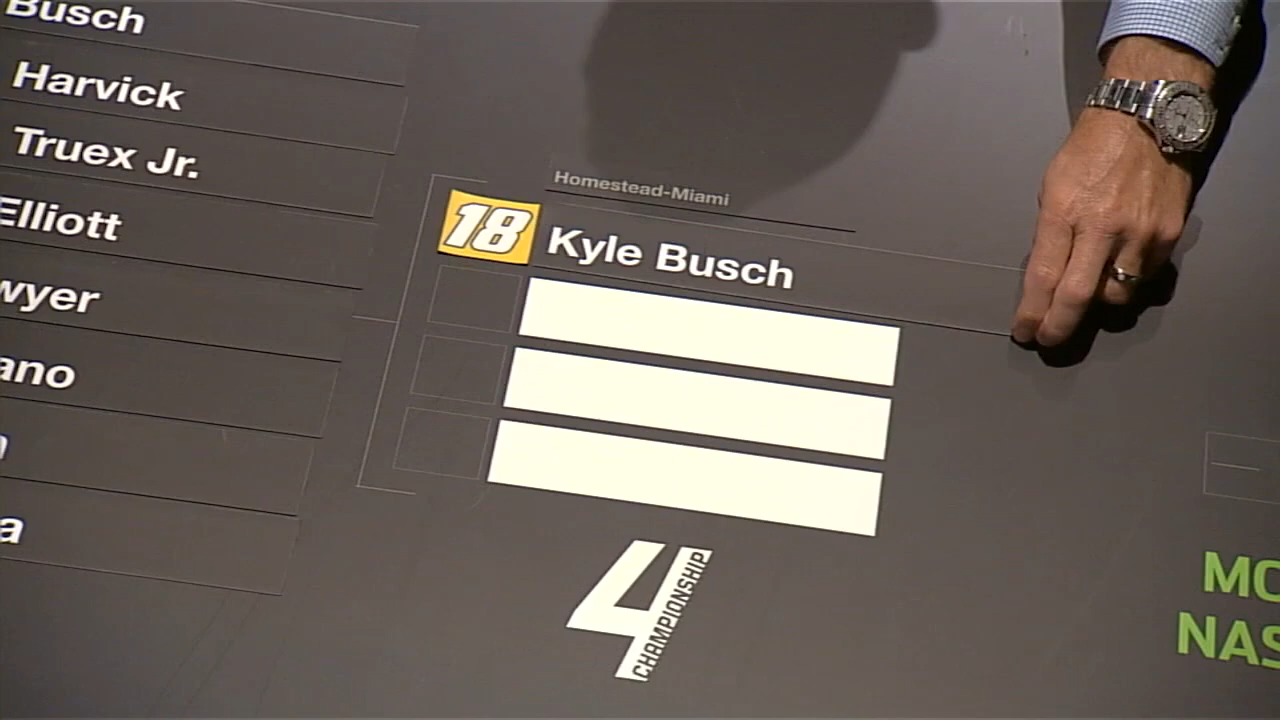 Busch
Harvick
Truex Jr.
Elliott
wyer
ano
a
Homestead-Miami
18 Kyle Busch
4
CHAMPIONSHIP
MO
NAS